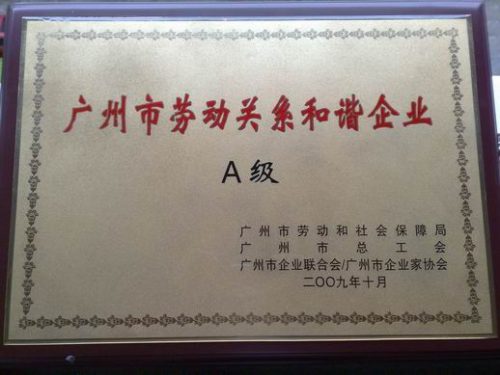 广州市劳动关系和谐企业
A级
广州市劳动和社会保障局
广州市总工会
广州市企业联合会/广州市企业家协会
二〇〇九年十月